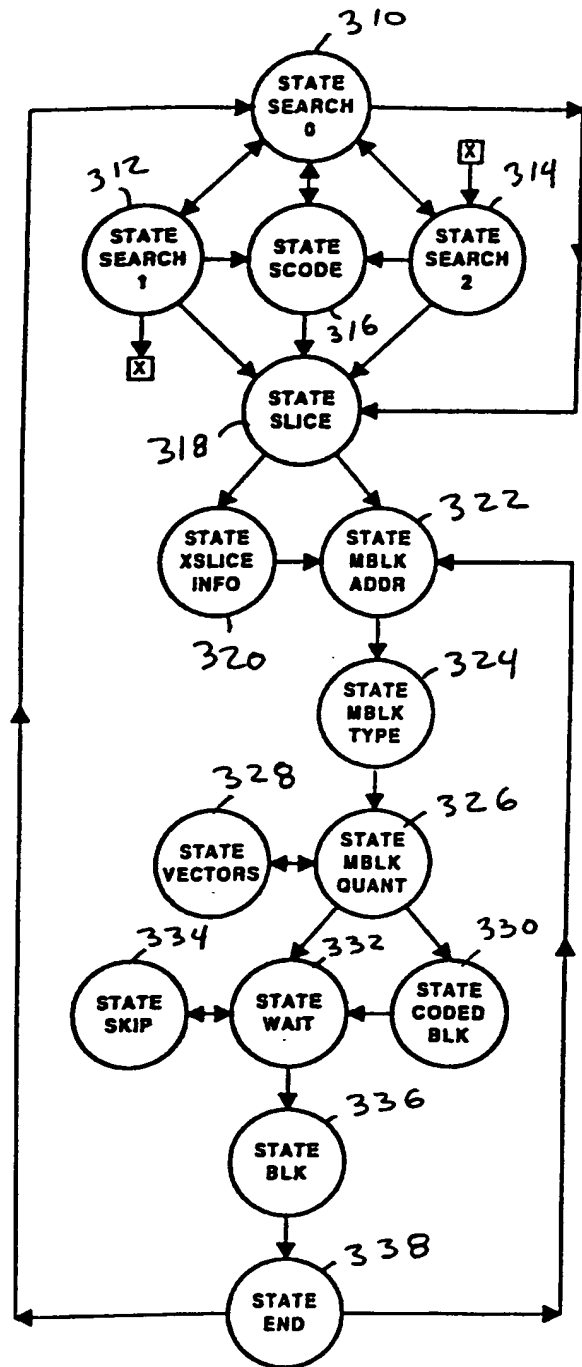 310
STATE
SEARCH
0
312
X
314
STATE
SEARCH
1
STATE
SCODE
STATE
SEARCH
2
316
X
STATE
SLICE
318
322
STATE
XSLICE
INFO
STATE
MBLK
ADDR
320
324
STATE
MBLK
TYPE
328
326
STATE
VECTORS
STATE
MBLK
QUANT
334
332
330
STATE
SKIP
STATE
WAIT
STATE
CODED
BLK
336
STATE
BLK
338
STATE
END